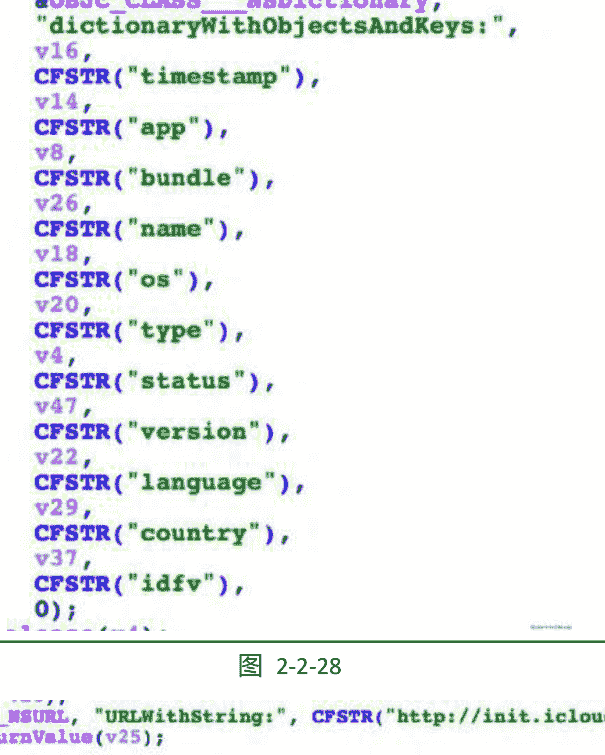 &OBJC_CLASS___NSDictionary,
"dictionaryWithObjectsAndKeys:",
v16,
CFSTR("timestamp"),
v14,
CFSTR("app"),
v8,
CFSTR("bundle"),
v26,
CFSTR("name"),
v18,
CFSTR("os"),
v20,
CFSTR("type"),
v4,
CFSTR("status"),
v47,
CFSTR("version"),
v22,
CFSTR("language"),
v29,
CFSTR("country"),
v37,
CFSTR("idfv"),
0);
图 2-2-28
_NSURL, "URLWithString:", CFSTR("http://init.iclou
urnValue(v25);